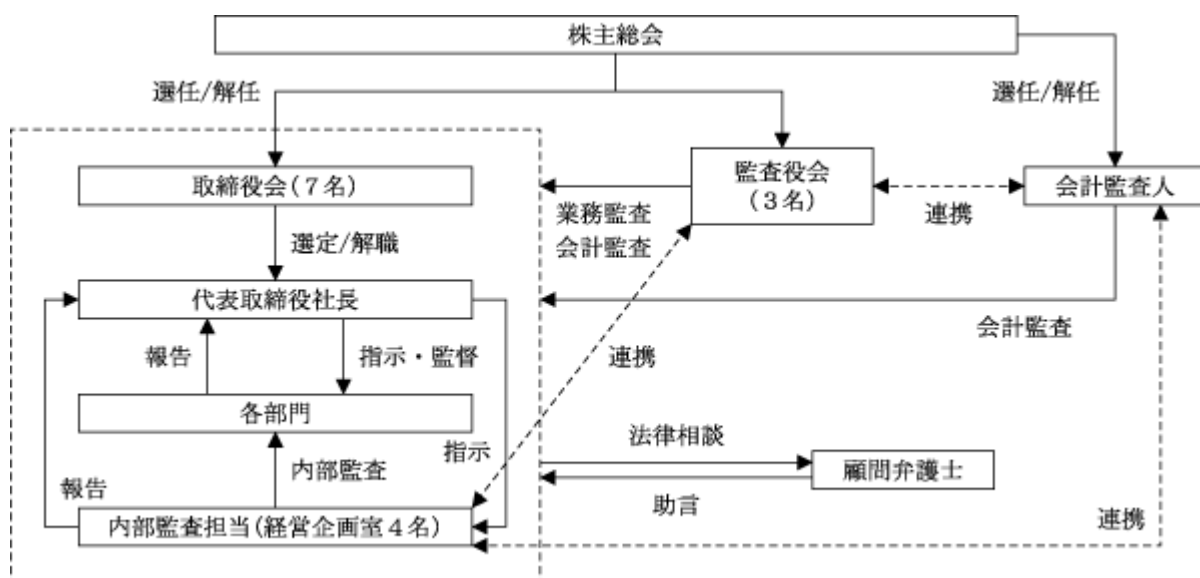 株主総会
選任/解任
選任/解任
取締役会(7名)
監査役会
(3名)
会計監査人
業務監査
会計監査
連携
選定/解職
代表取締役社長
会計監査
報告
指示・監督
連携
各部門
内部監査
指示
法律相談
顧問弁護士
助言
報告
内部監査担当(経営企画室4名)
連携